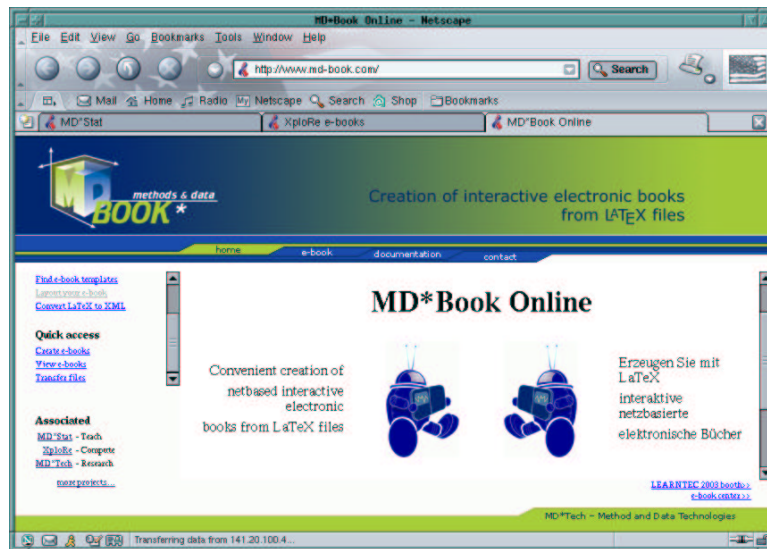 MD*Book Online - Netscape
File Edit View Go Bookmarks Tools Window Help
http://www.md-book.com/
Search
Mail Home Radio My Netscape Search Shop Bookmarks
MD*Stat
XploRe e-books
MD*Book Online
MD
BOOK*
methods & data
Creation of interactive electronic books
from LATEX files
home e-book documentation contact
Find e-book templates
Convert LaTeX to XML
Quick access
Create e-books
View e-books
Transfer files
Associated
MD*Stat - Teach
XploRe - Compute
MD*Tech - Research
more projects...
MD*Book Online
Convenient creation of
netbased interactive
electronic
books from LaTeX files
Erzeugen Sie mit
LaTeX
interaktive
netzbasierte
elektronische Bücher
LEARNTEC 2003 booth>>
e-book center>>
MD*Tech - Method and Data Technologies
Transferring data from 141.20.100.4...